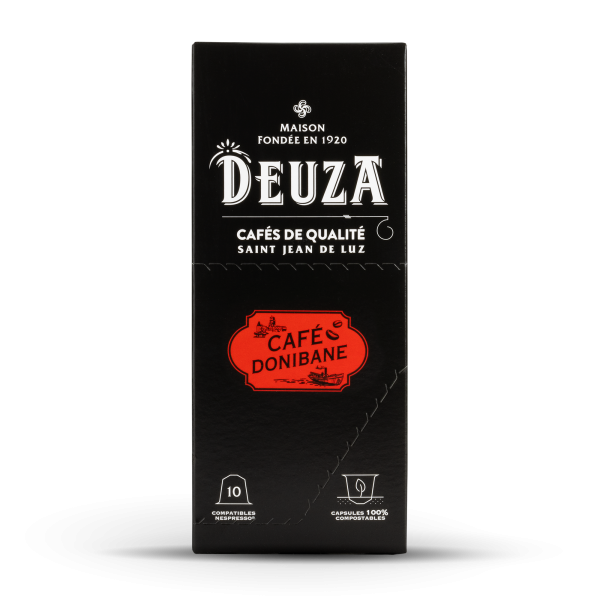 MAISON
FONDÉE EN 1920
DEUZA
CAFÉS DE QUALITÉ
SAINT JEAN DE LUZ
CAFÉ
DONIBANE
10
COMPATIBLES
NESPRESSO®
CAPSULES 100%
COMPOSTABLES